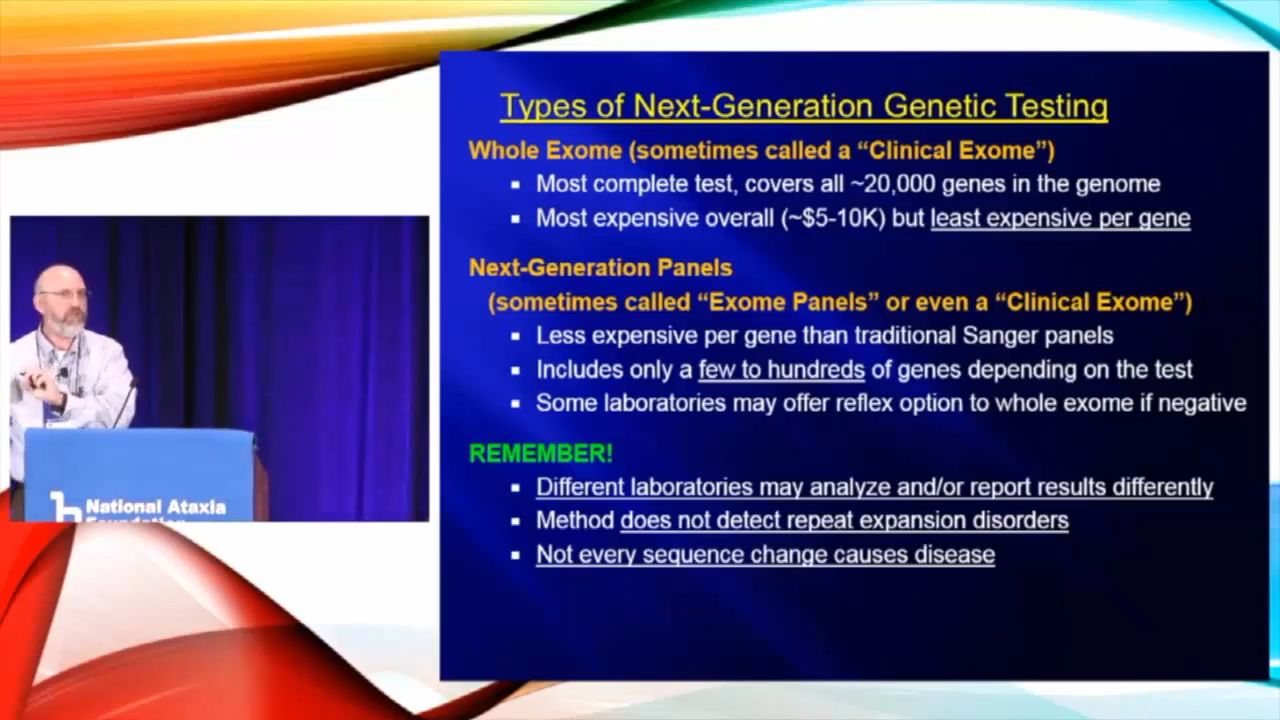 Types of Next-Generation Genetic Testing
Whole Exome (sometimes called a “Clinical Exome”)
▪ Most complete test, covers all ~20,000 genes in the genome
▪ Most expensive overall (~$5-10K) but least expensive per gene
Next-Generation Panels
(sometimes called “Exome Panels” or even a “Clinical Exome”)
▪ Less expensive per gene than traditional Sanger panels
▪ Includes only a few to hundreds of genes depending on the test
▪ Some laboratories may offer reflex option to whole exome if negative
REMEMBER!
▪ Different laboratories may analyze and/or report results differently
▪ Method does not detect repeat expansion disorders
▪ Not every sequence change causes disease
National Ataxia
Foundation